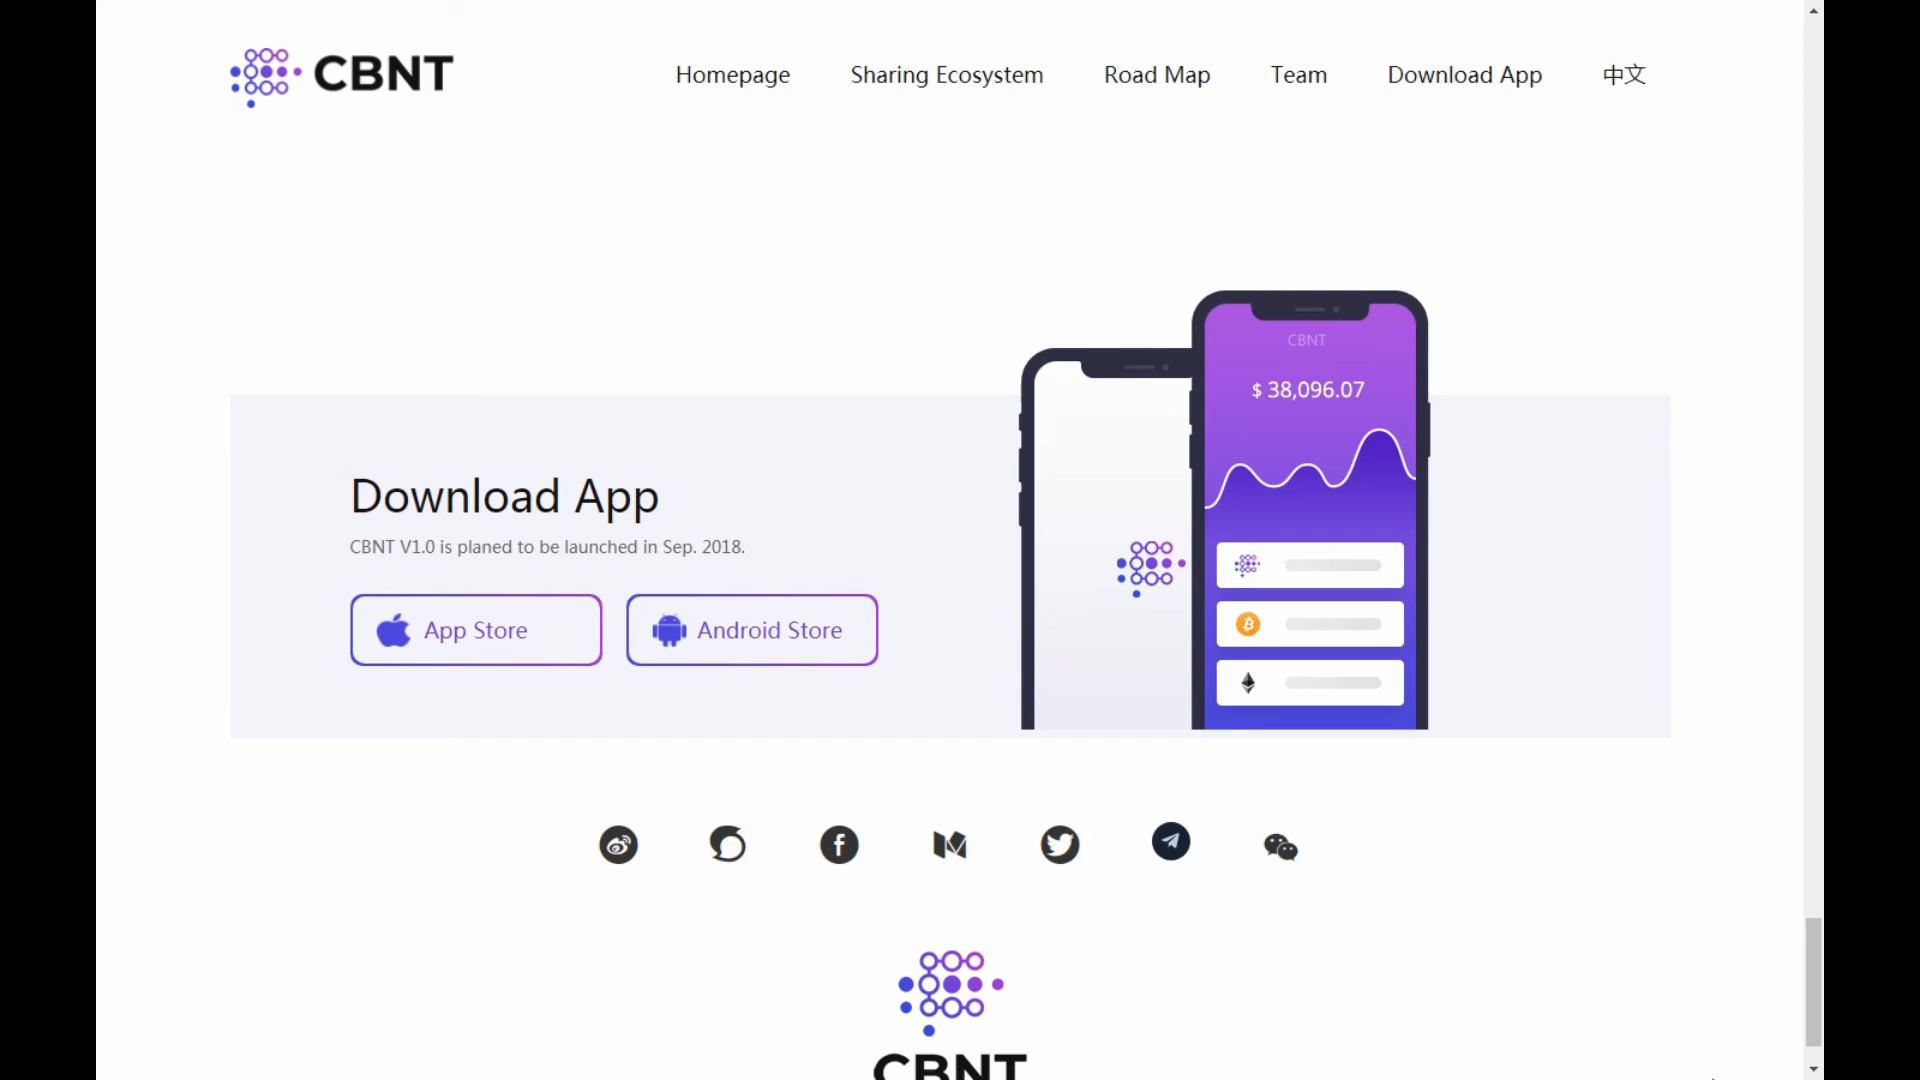 CBNT
Homepage
Sharing Ecosystem
Road Map
Team
Download App
中文
CBNT
$ 38,096.07
Download App
CBNT V1.0 is planed to be launched in Sep. 2018.
App Store
Android Store
CBNT